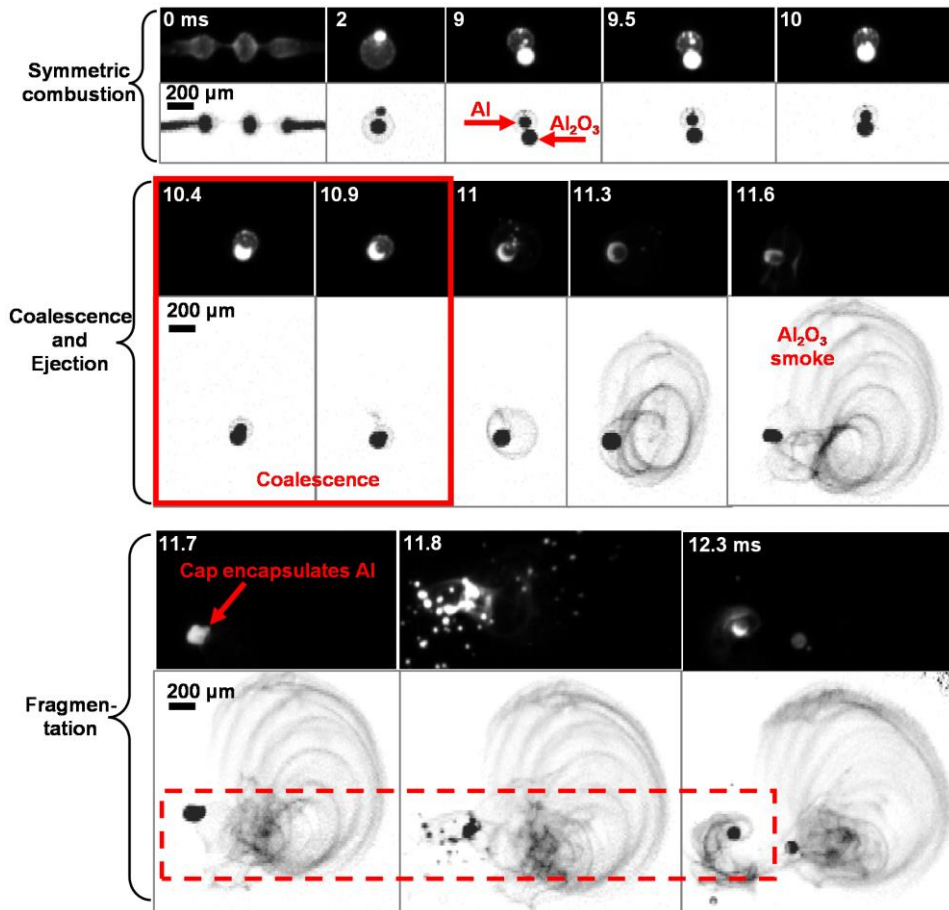 0 ms
2
9
9.5
10
Symmetric
combustion
200 µm
Al
Al₂O₃
10.4
10.9
11
11.3
11.6
Coalescence
and
Ejection
200 µm
Al₂O₃
smoke
Coalescence
11.7
11.8
12.3 ms
Cap encapsulates Al
Fragmen-
tation
200 µm